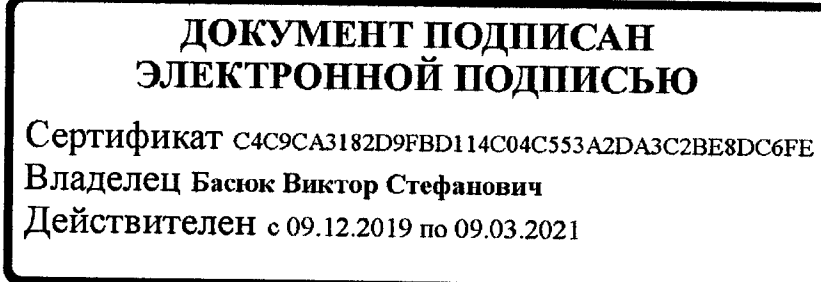 ДОКУМЕНТ ПОДПИСАН
ЭЛЕКТРОННОЙ ПОДПИСЬЮ
Сертификат C4C9CA3182D9FBD114C04C553A2DA3C2BE8DC6FE
Владелец Басюк Виктор Стефанович
Действителен с 09.12.2019 по 09.03.2021